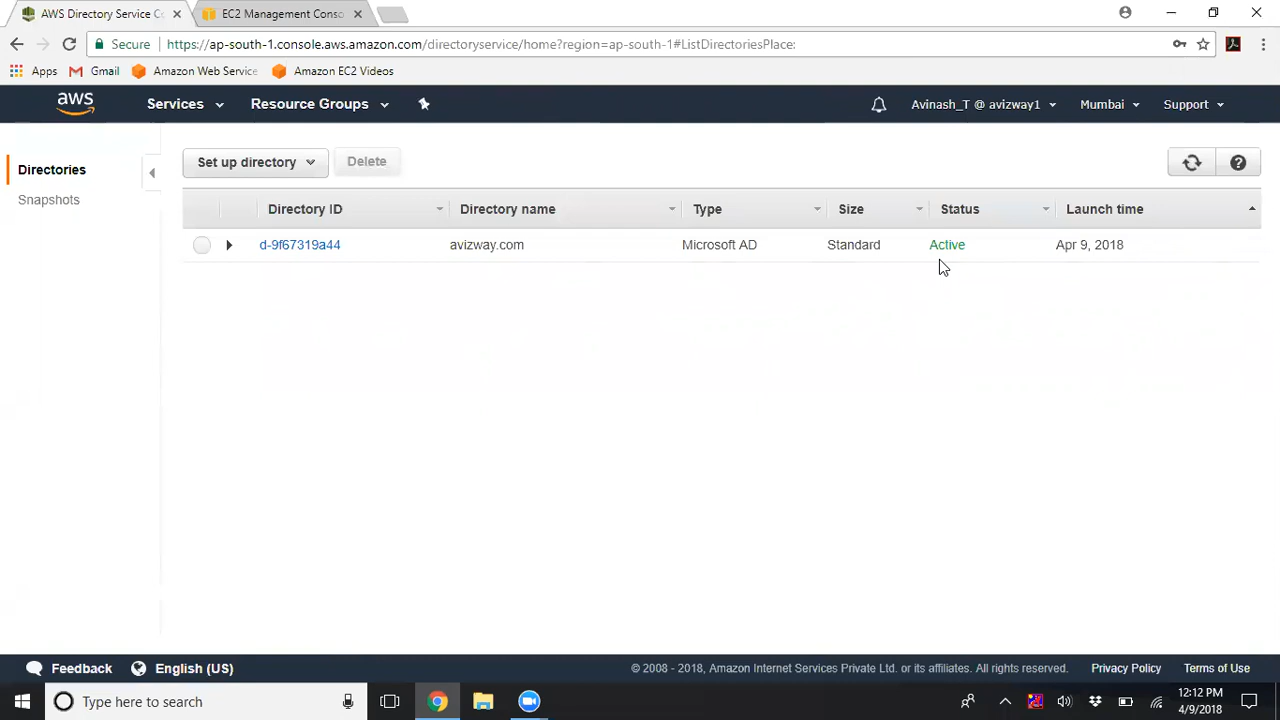 AWS Directory Service Co
EC2 Management Conso
Secure
https://ap-south-1.console.aws.amazon.com/directoryservice/home?region=ap-south-1#ListDirectoriesPlace:
Apps
Gmail
Amazon Web Service
Amazon EC2 Videos
aws
Services
Resource Groups
Avinash_T @ avizway1
Mumbai
Support
Directories
Snapshots
Set up directory
Delete
Directory ID
Directory name
Type
Size
Status
Launch time
d-9f67319a44
avizway.com
Microsoft AD
Standard
Active
Apr 9, 2018
Feedback
English (US)
© 2008 - 2018, Amazon Internet Services Private Ltd. or its affiliates. All rights reserved.
Privacy Policy
Terms of Use
Type here to search
12:12 PM
4/9/2018